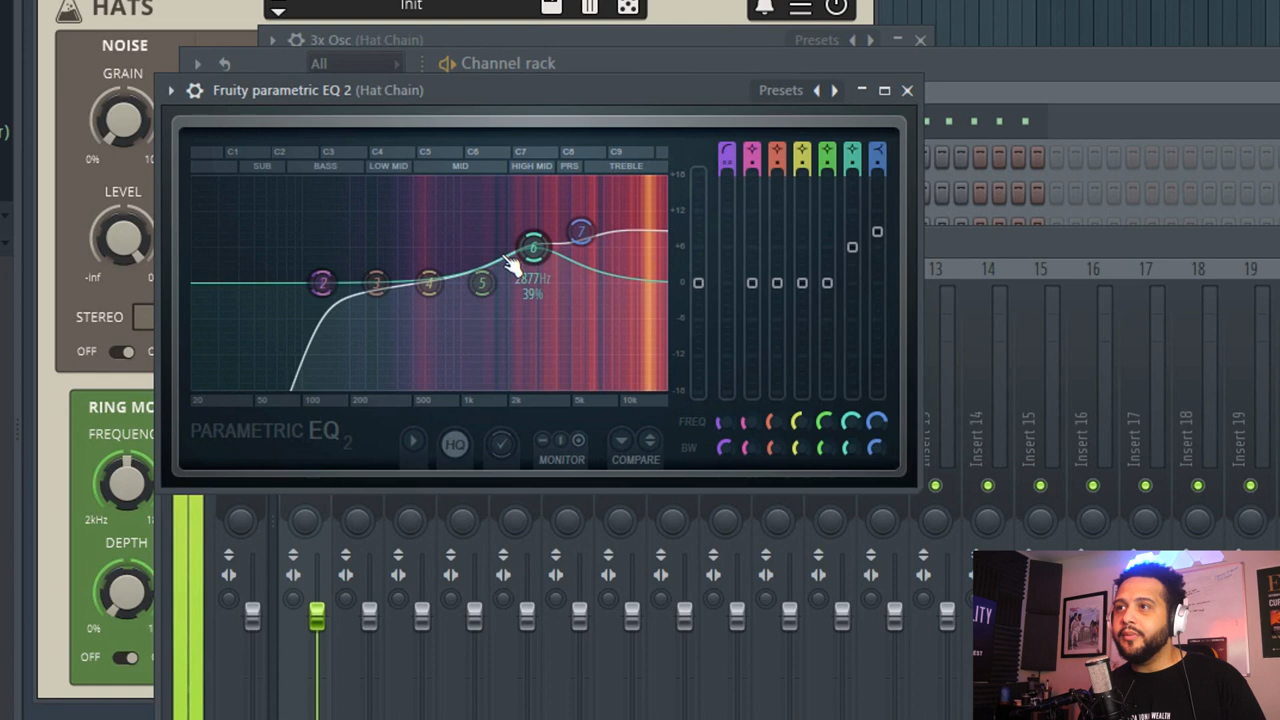 HATS
Init
NOISE
GRAIN
0%
LEVEL
-inf
STEREO
OFF
RING MO
FREQUENC
2kHz
DEPTH
0%
OFF
3x Osc (Hat Chain)
Presets
All
Channel rack
Fruity parametric EQ 2 (Hat Chain)
Presets
C1 C2 C3 C4 C5 C6 C7 C8 C9
SUB BASS LOW MID MID HIGH MID PRS TREBLE
+18
+12
+6
0
-6
-12
-18
2 3 4 5 6 7
2877Hz
39%
20 50 100 200 500 1k 2k 5k 10k
PARAMETRIC EQ 2
HQ
MONITOR
COMPARE
FREQ
BW
13 14 15 16 17 18 19
Insert 14
Insert 15
Insert 16
Insert 17
Insert 18
Insert 19
LITY
WEALTH